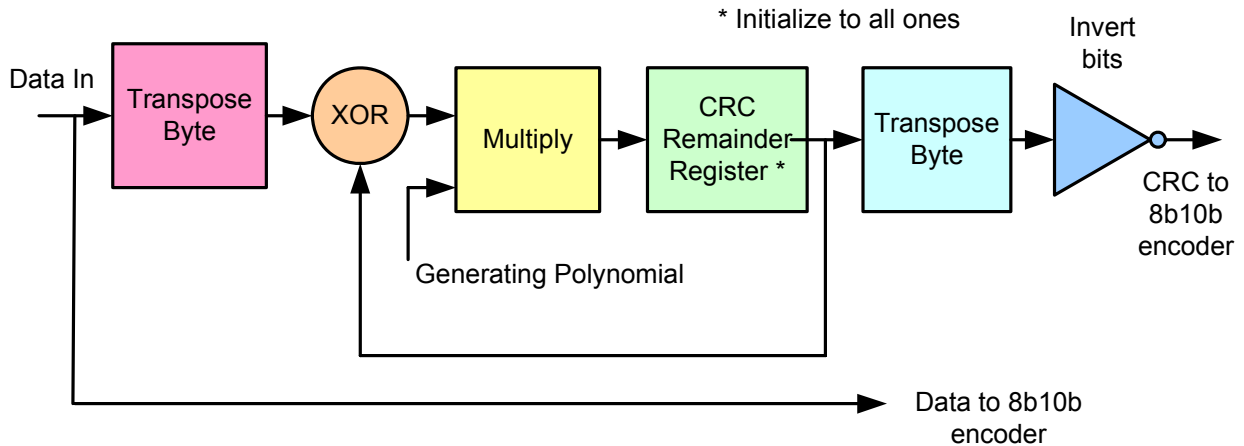 * Initialize to all ones
Invert
bits
Data In
Transpose
Byte
XOR
Multiply
CRC
Remainder
Register *
Transpose
Byte
CRC to
8b10b
encoder
Generating Polynomial
Data to 8b10b
encoder